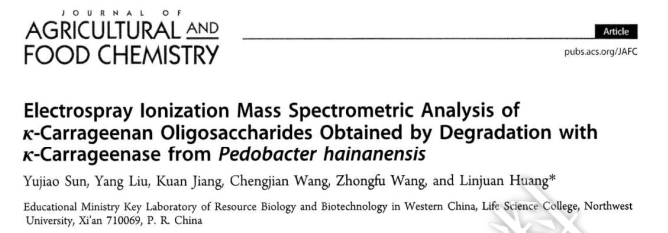 JOURNAL OF
AGRICULTURAL AND
FOOD CHEMISTRY
Article
pubs.acs.org/JAFC
Electrospray Ionization Mass Spectrometric Analysis of
κ-Carrageenan Oligosaccharides Obtained by Degradation with
κ-Carrageenase from Pedobacter hainanensis
Yujiao Sun, Yang Liu, Kuan Jiang, Chengjian Wang, Zhongfu Wang, and Linjuan Huang*
Educational Ministry Key Laboratory of Resource Biology and Biotechnology in Western China, Life Science College, Northwest
University, Xi'an 710069, P. R. China